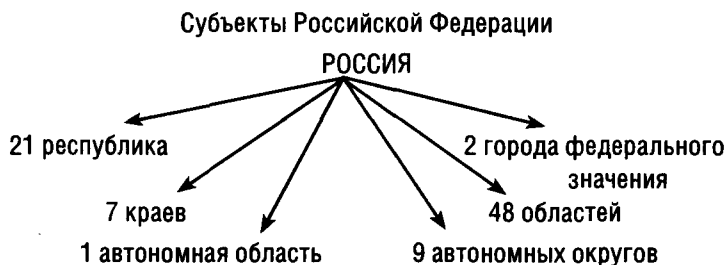 Субъекты Российской Федерации
РОССИЯ
21 республика
2 города федерального
значения
7 краев
48 областей
1 автономная область
9 автономных округов